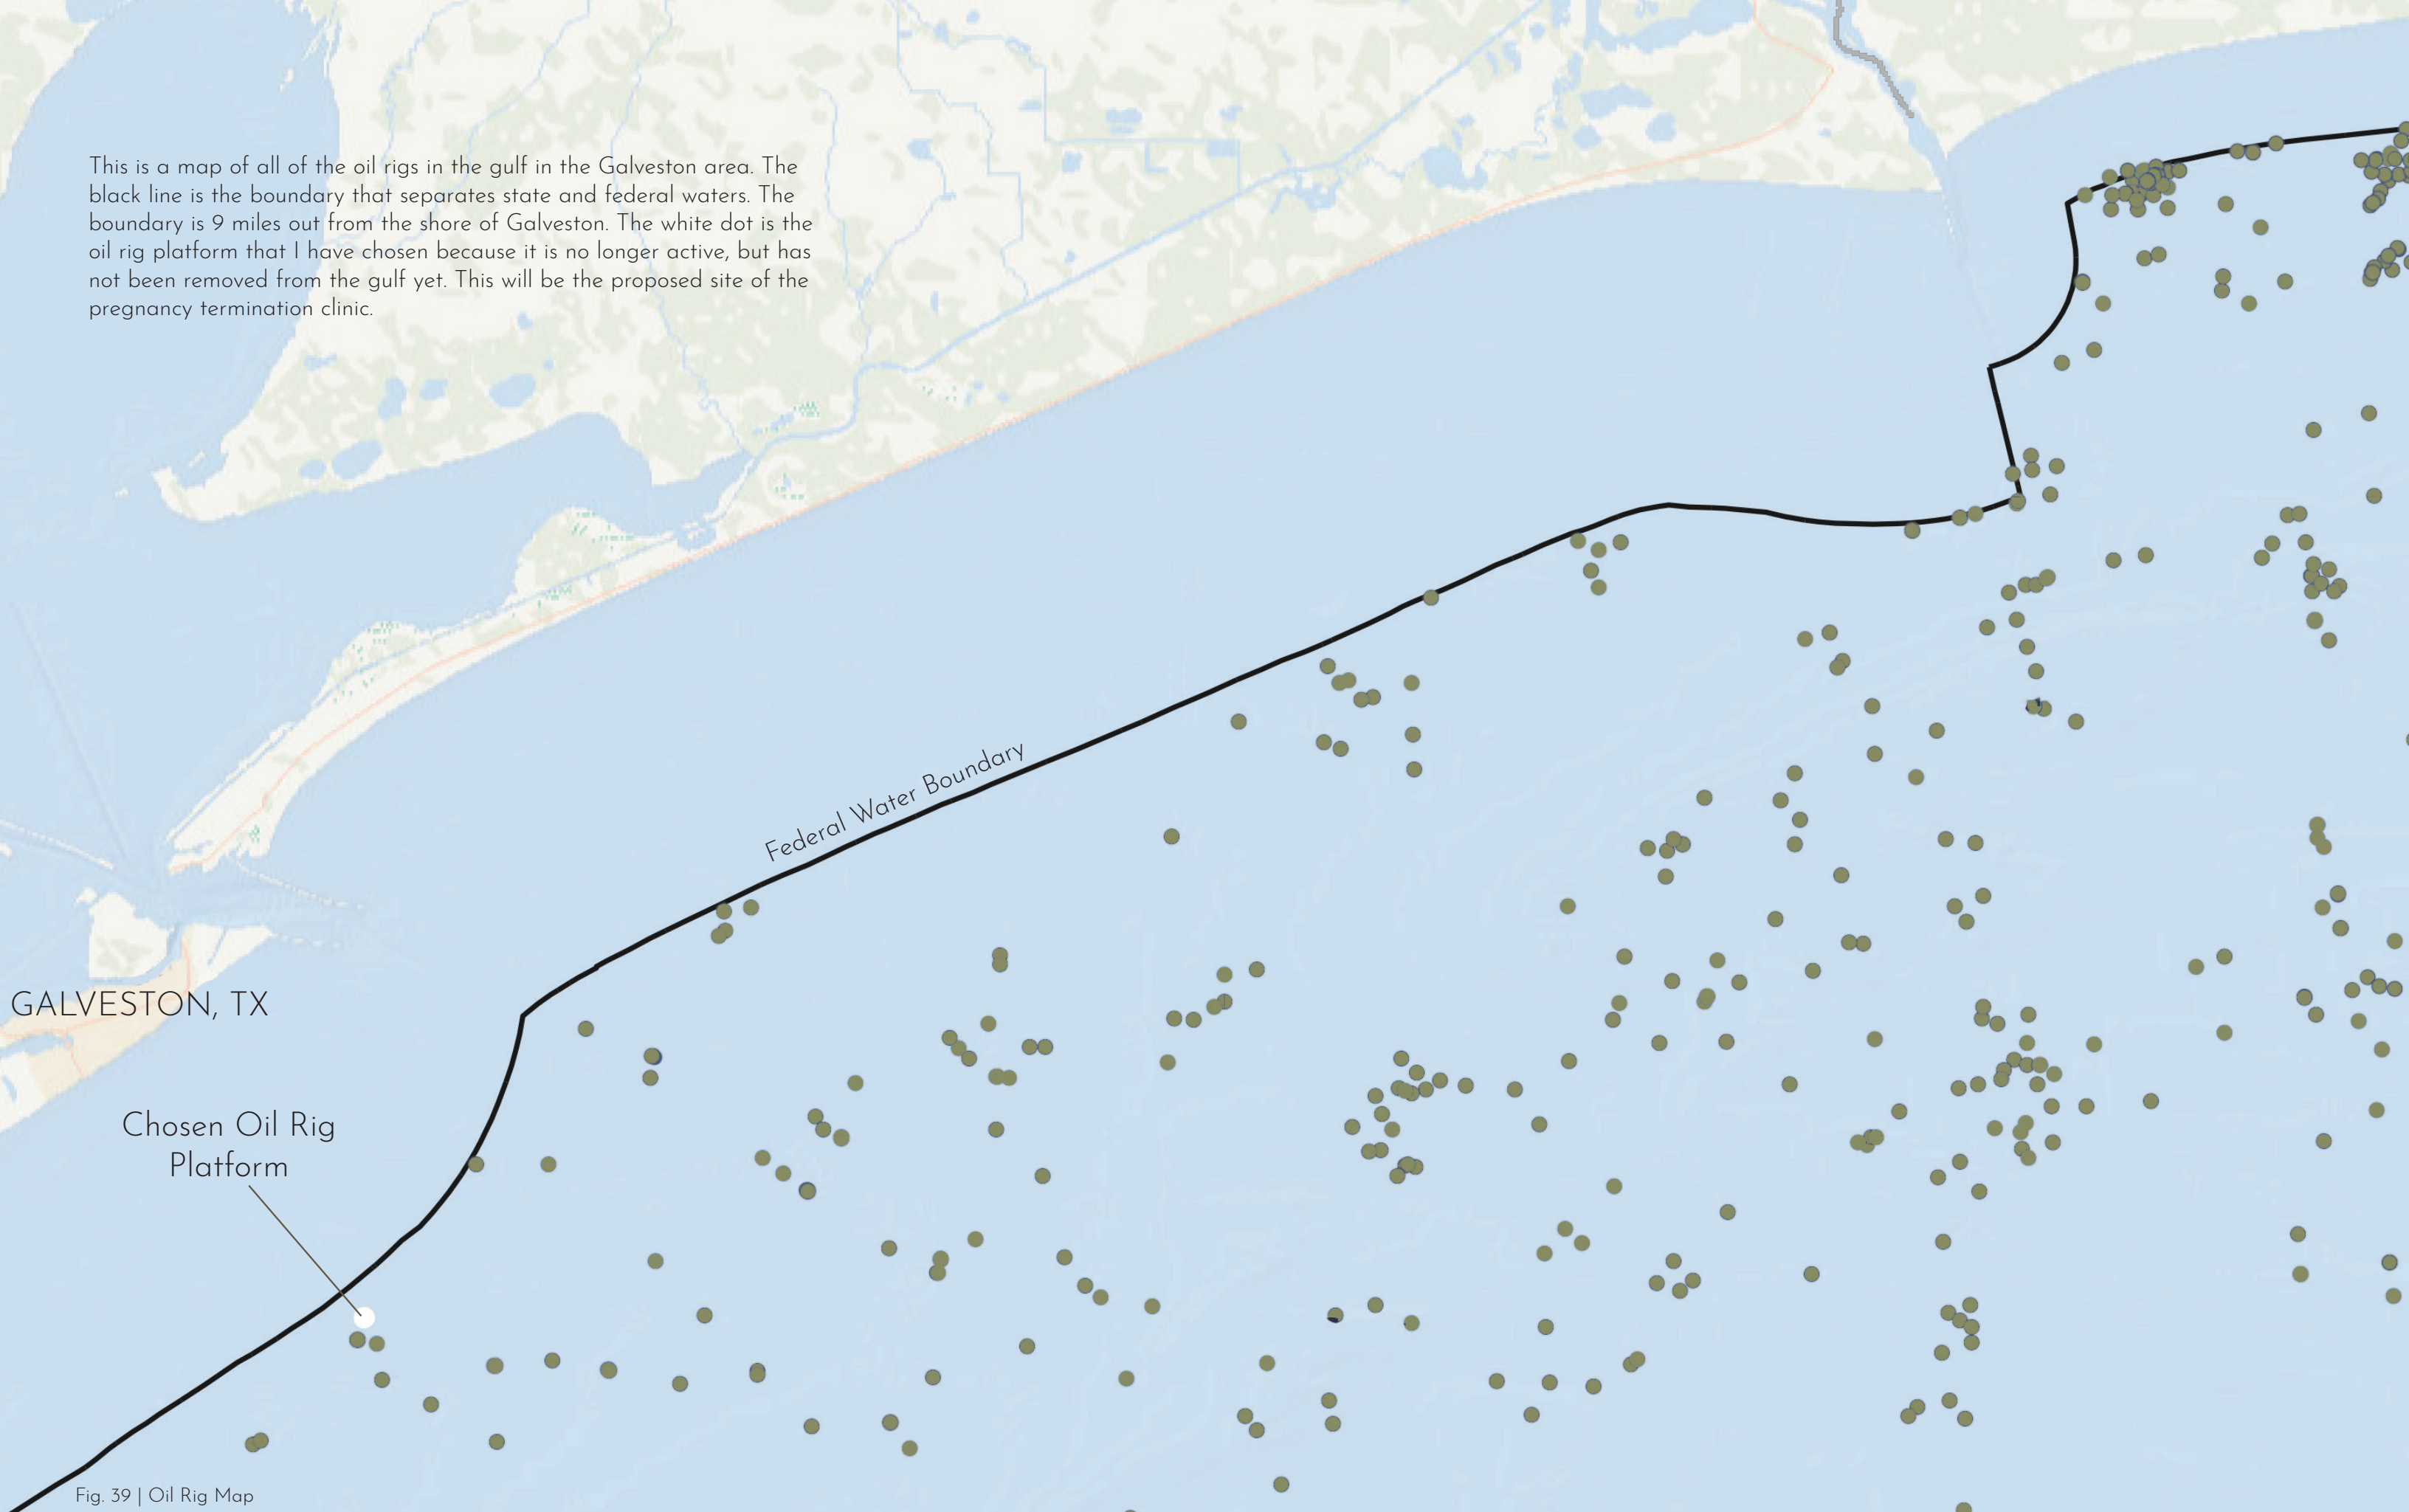 This is a map of all of the oil rigs in the gulf in the Galveston area. The
black line is the boundary that separates state and federal waters. The
boundary is 9 miles out from the shore of Galveston. The white dot is the
oil rig platform that I have chosen because it is no longer active, but has
not been removed from the gulf yet. This will be the proposed site of the
pregnancy termination clinic.
Federal Water Boundary
GALVESTON, TX
Chosen Oil Rig
Platform
Fig. 39 | Oil Rig Map